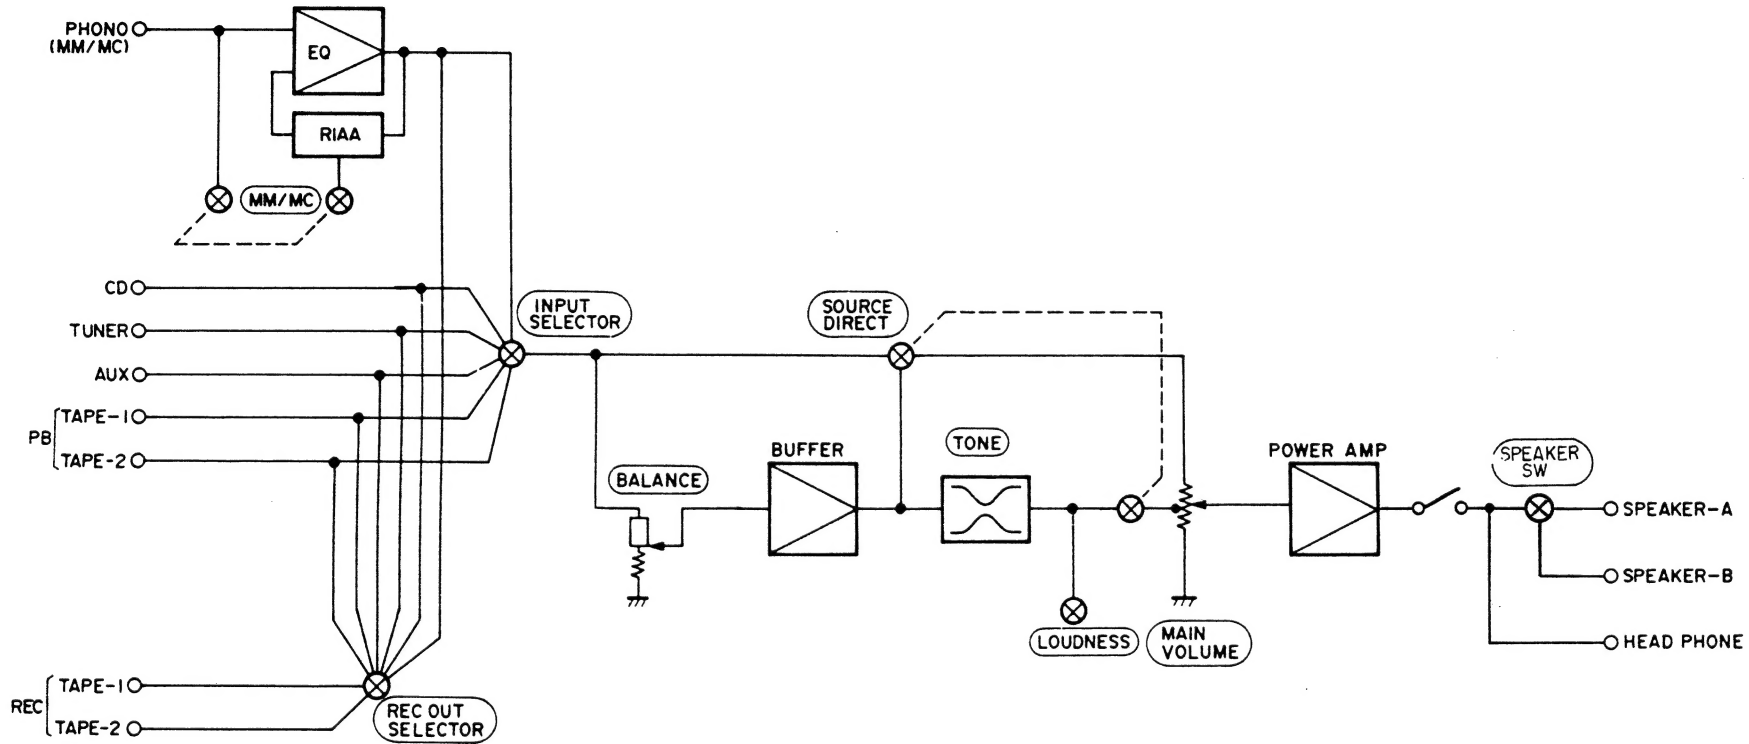 PHONO
(MM/MC)
EQ
RIAA
MM/MC
CD
TUNER
AUX
PB
TAPE-1
TAPE-2
INPUT
SELECTOR
SOURCE
DIRECT
BALANCE
BUFFER
TONE
LOUDNESS
MAIN
VOLUME
POWER AMP
SPEAKER
SW
SPEAKER-A
SPEAKER-B
HEAD PHONE
REC
TAPE-1
TAPE-2
REC OUT
SELECTOR